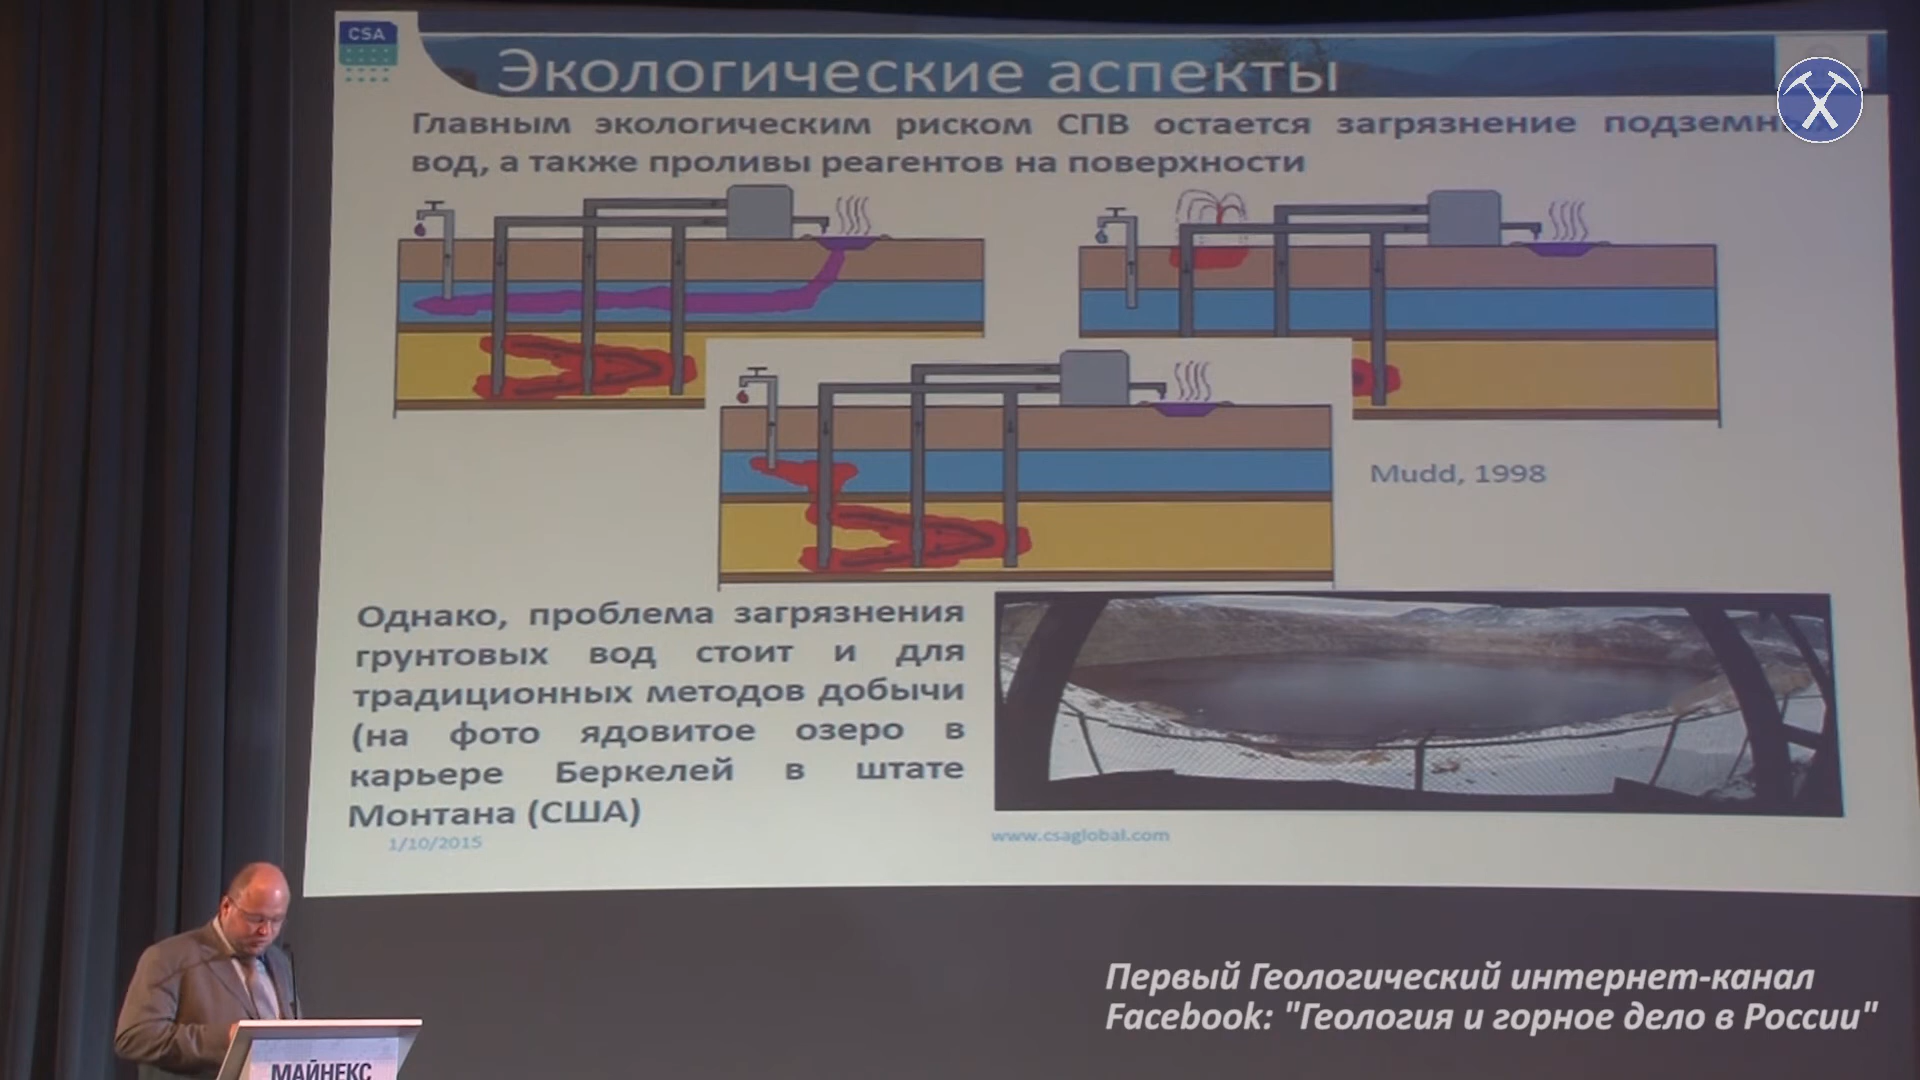 CSA
Экологические аспекты
Главным экологическим риском СПВ остается загрязнение
вод, а также проливы реагентов на поверхности
Mudd, 1998
Однако, проблема загрязнения
грунтовых вод стоит и для
традиционных методов добычи
(на фото ядовитое озеро в
карьере Беркелей в штате
Монтана (США)
1/10/2015
www.csaglobal.com
МАЙНЕКС
Первый Геологический интернет-канал
Facebook: "Геология и горное дело в России"